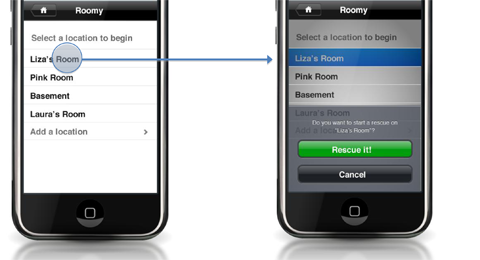 Roomy
Select a location to begin
Liza's Room
Pink Room
Basement
Laura's Room
Add a location
Roomy
Select a location to begin
Liza's Room
Pink Room
Basement
Laura's Room
Add a loca
Do you want to start a rescue on
"Liza's Room"?
Rescue it!
Cancel